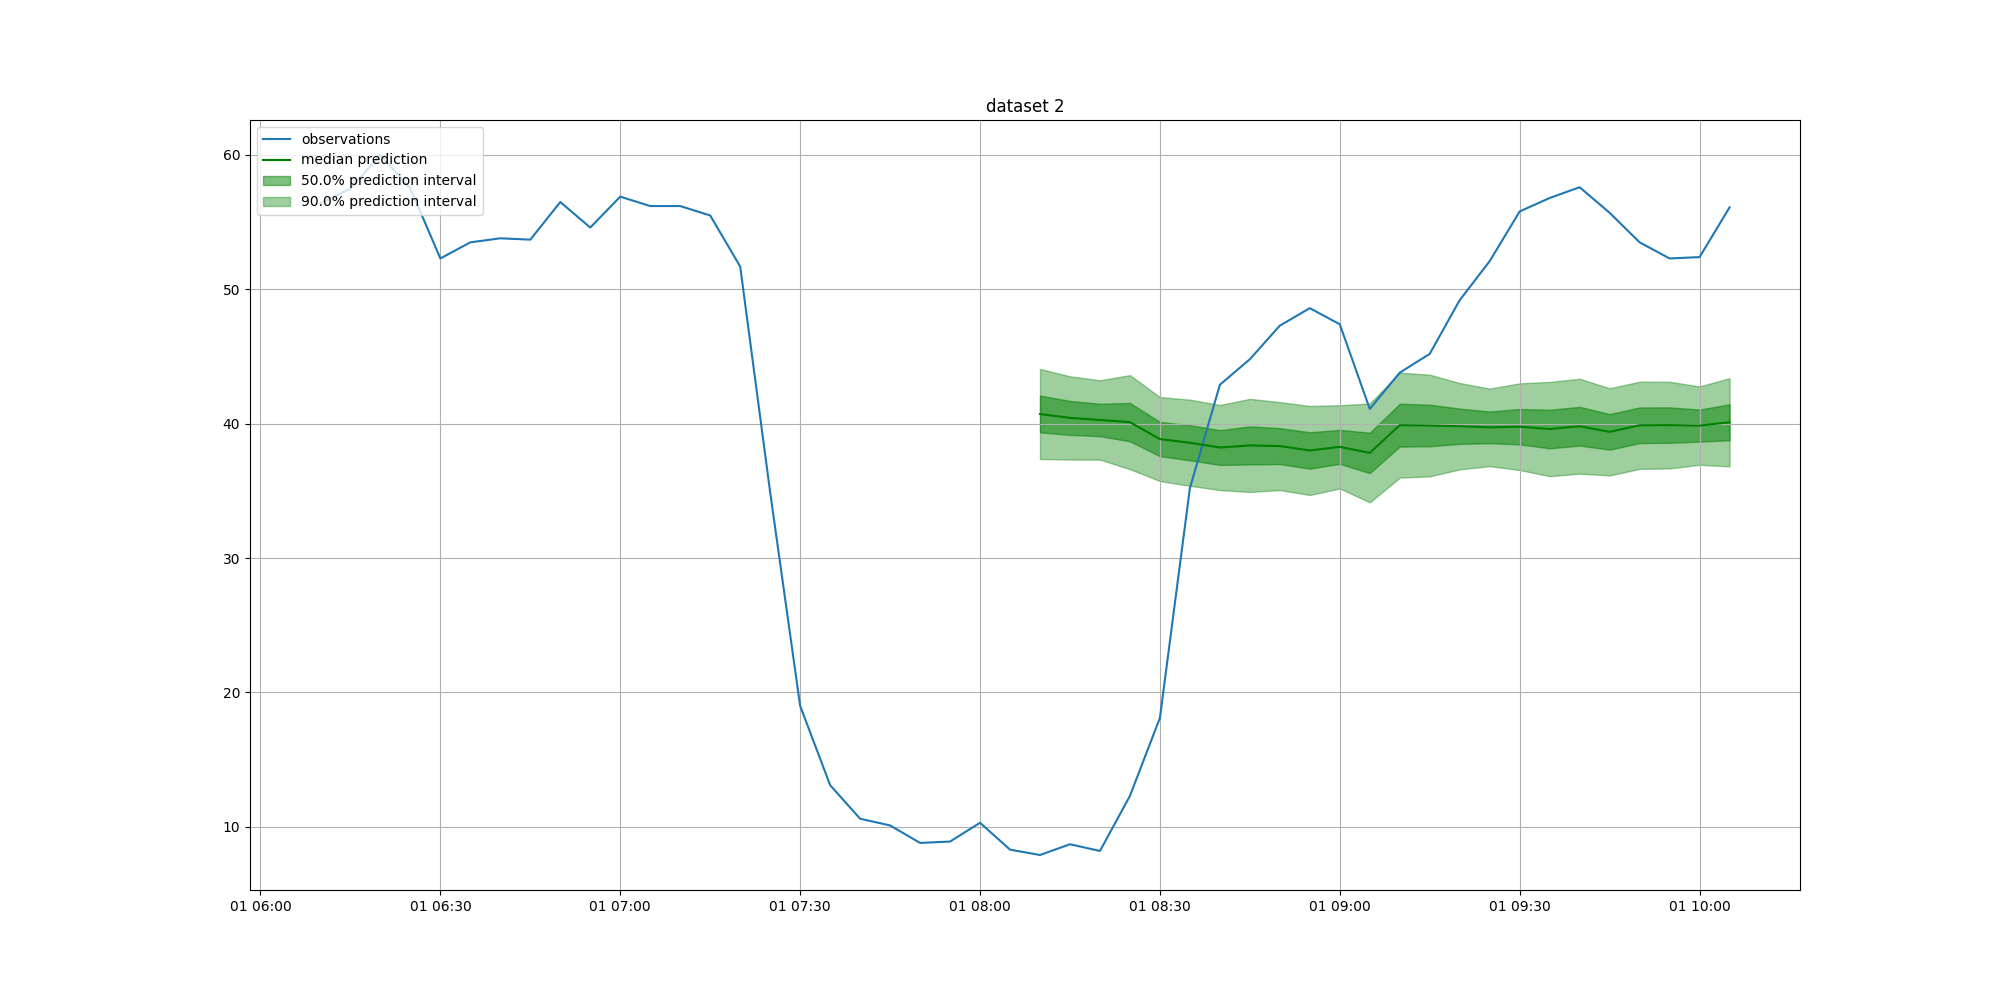 dataset 2
observations
median prediction
50.0% prediction interval
90.0% prediction interval
60
50
40
30
20
10
01 06:00 01 06:30 01 07:00 01 07:30 01 08:00 01 08:30 01 09:00 01 09:30 01 10:00